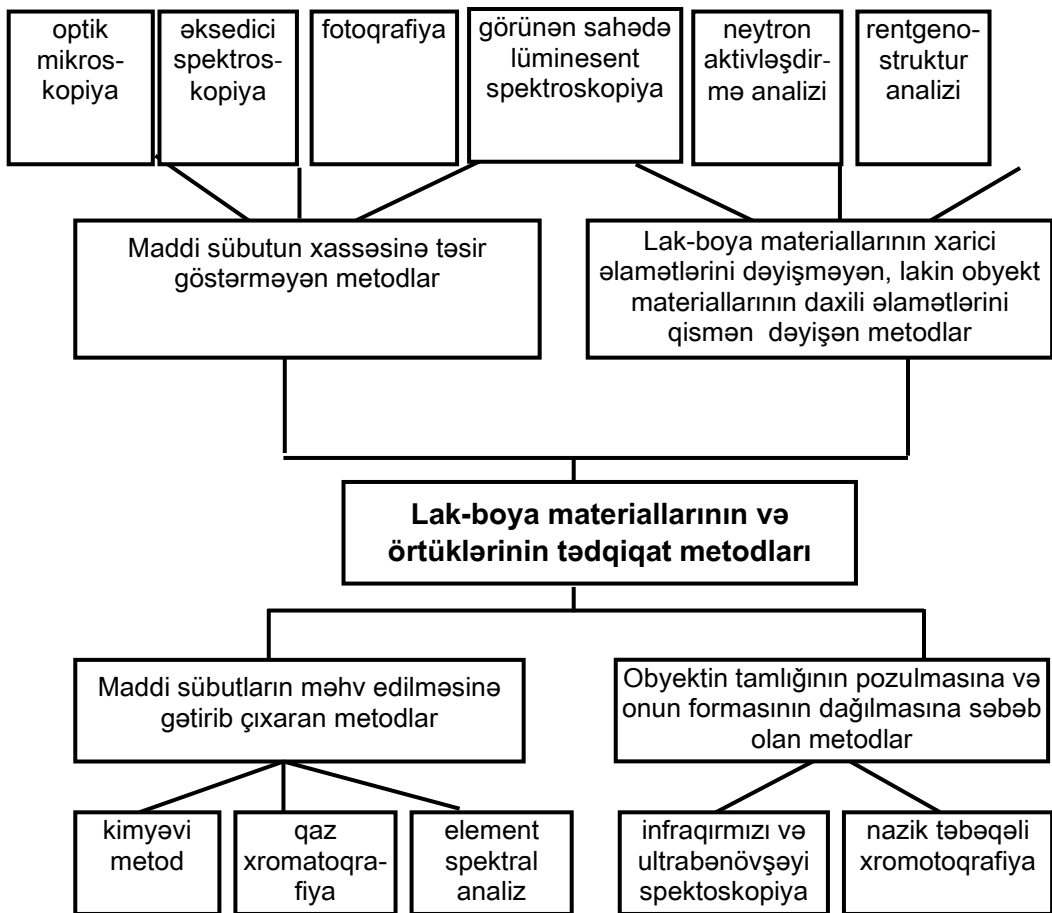 optik
mikros-
kopiya
əksedici
spektros-
kopiya
fotoqrafiya
görünən sahədə
lüminesent
spektroskopiya
neytron
aktivləşdir-
mə analizi
rentgeno-
struktur
analizi
Maddi sübutun xassəsinə təsir
göstərməyən metodlar
Lak-boya materiallarının xarici
əlamətlərini dəyişməyən, lakin obyekt
materiallarının daxili əlamətlərini
qismən dəyişən metodlar
Lak-boya materiallarının və
örtüklərinin tədqiqat metodları
Maddi sübutların məhv edilməsinə
gətirib çıxaran metodlar
Obyektin tamlığının pozulmasına və
onun formasının dağılmasına səbəb
olan metodlar
kimyəvi
metod
qaz
xromatoqra-
fiya
element
spektral
analiz
infraqırmızı və
ultrabənövşəyi
spektoskopiya
nazik təbəqəli
xromotoqrafiya